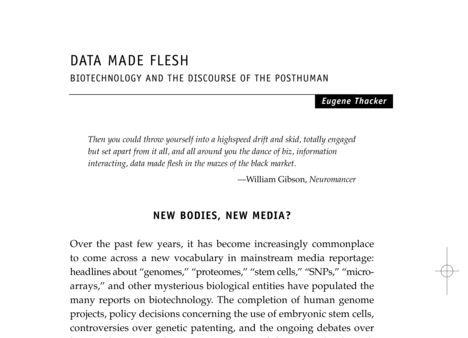 DATA MADE FLESH
BIOTECHNOLOGY AND THE DISCOURSE OF THE POSTHUMAN
Eugene Thacker
Then you could throw yourself into a highspeed drift and skid, totally engaged
but set apart from it all, and all around you the dance of biz, information
interacting, data made flesh in the mazes of the black market.
—William Gibson, Neuromancer
NEW BODIES, NEW MEDIA?
Over the past few years, it has become increasingly commonplace
to come across a new vocabulary in mainstream media reportage:
headlines about “genomes,” “proteomes,” “stem cells,” “SNPs,” “micro-
arrays,” and other mysterious biological entities have populated the
many reports on biotechnology. The completion of human genome
projects, policy decisions concerning the use of embryonic stem cells,
controversies over genetic patenting, and the ongoing debates over